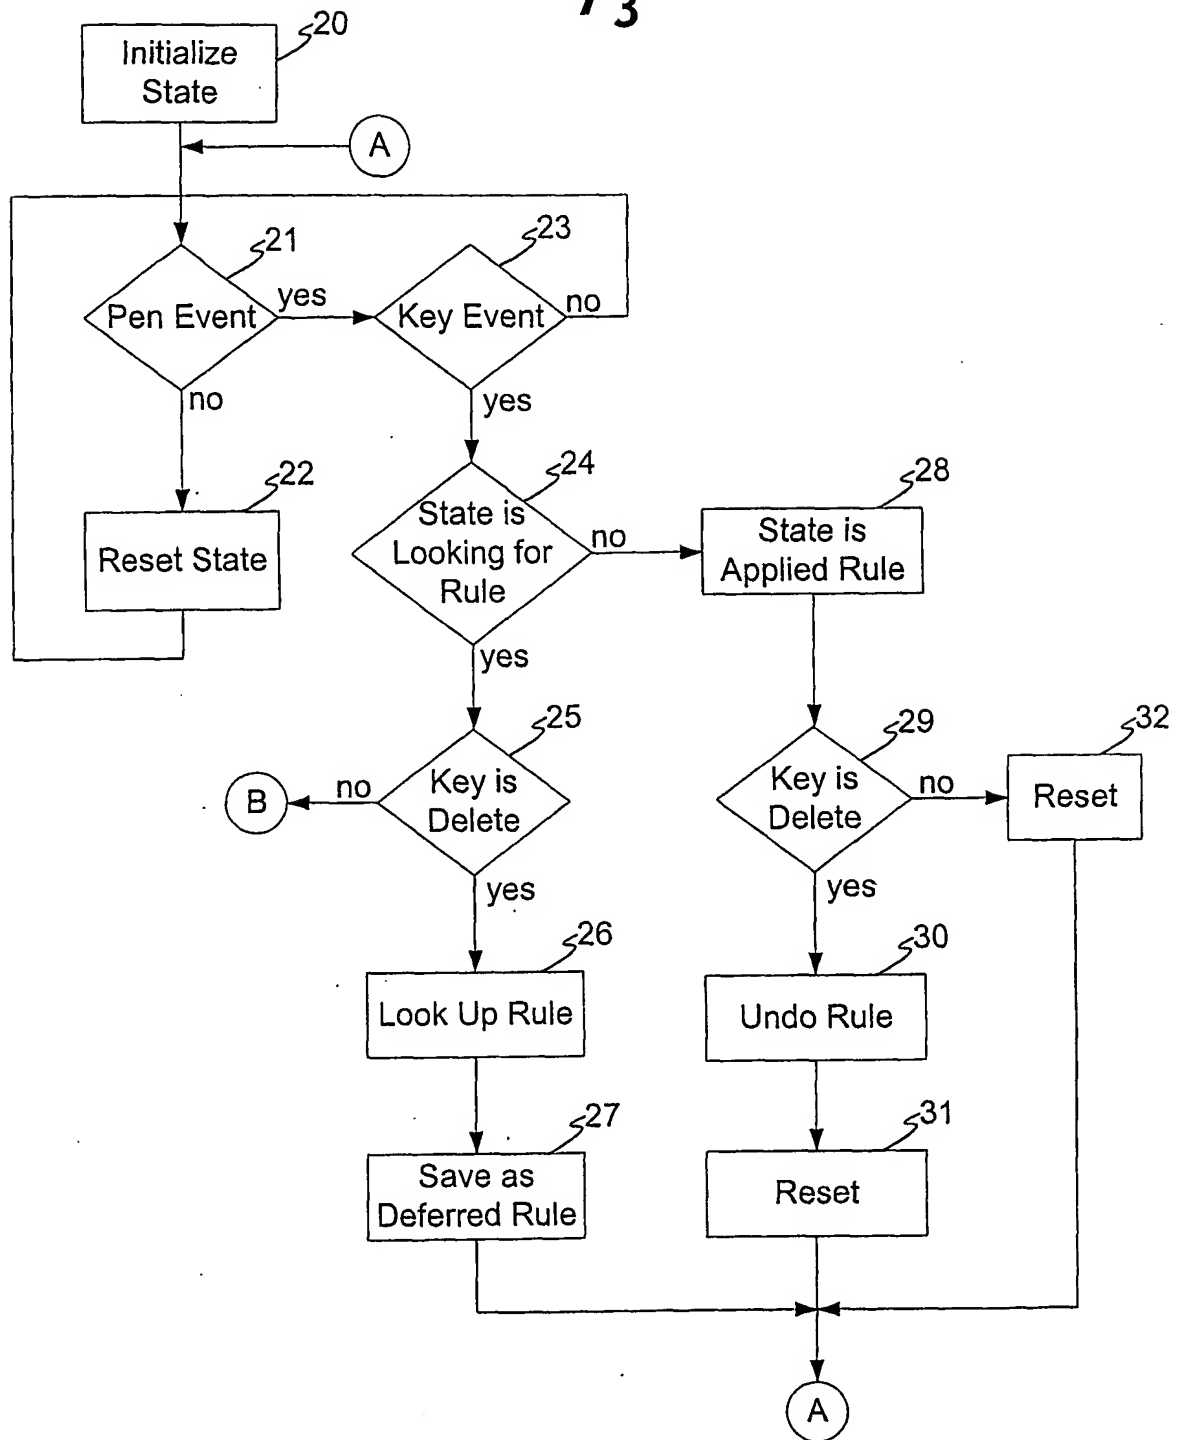 20
Initialize
State
A
21
23
Pen Event
yes
Key Event
no
no
yes
22
24
28
Reset State
State is
Looking for
Rule
no
State is
Applied Rule
yes
25
29
32
B
no
Key is
Delete
Key is
Delete
no
Reset
yes
yes
26
30
Look Up Rule
Undo Rule
27
31
Save as
Deferred Rule
Reset
A